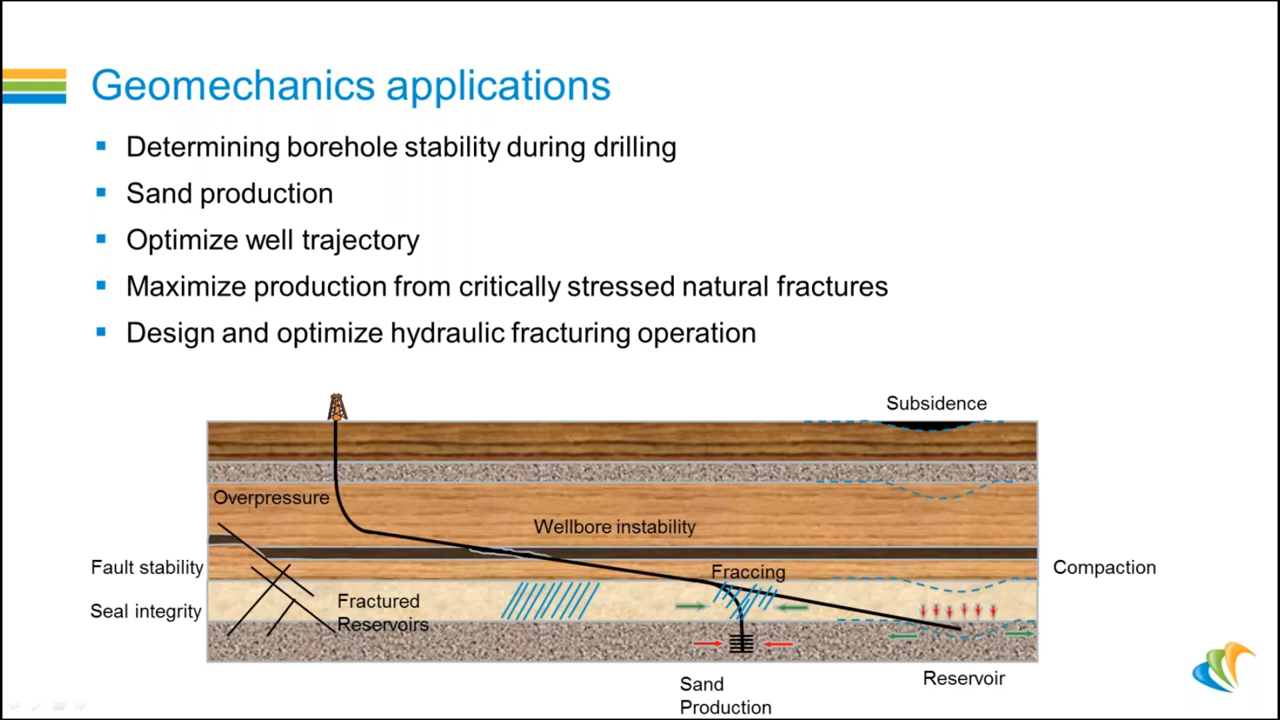 Geomechanics applications
Determining borehole stability during drilling
Sand production
Optimize well trajectory
Maximize production from critically stressed natural fractures
Design and optimize hydraulic fracturing operation
Subsidence
Overpressure
Wellbore instability
Fault stability
Fraccing
Compaction
Seal integrity
Fractured
Reservoirs
Reservoir
Sand
Production